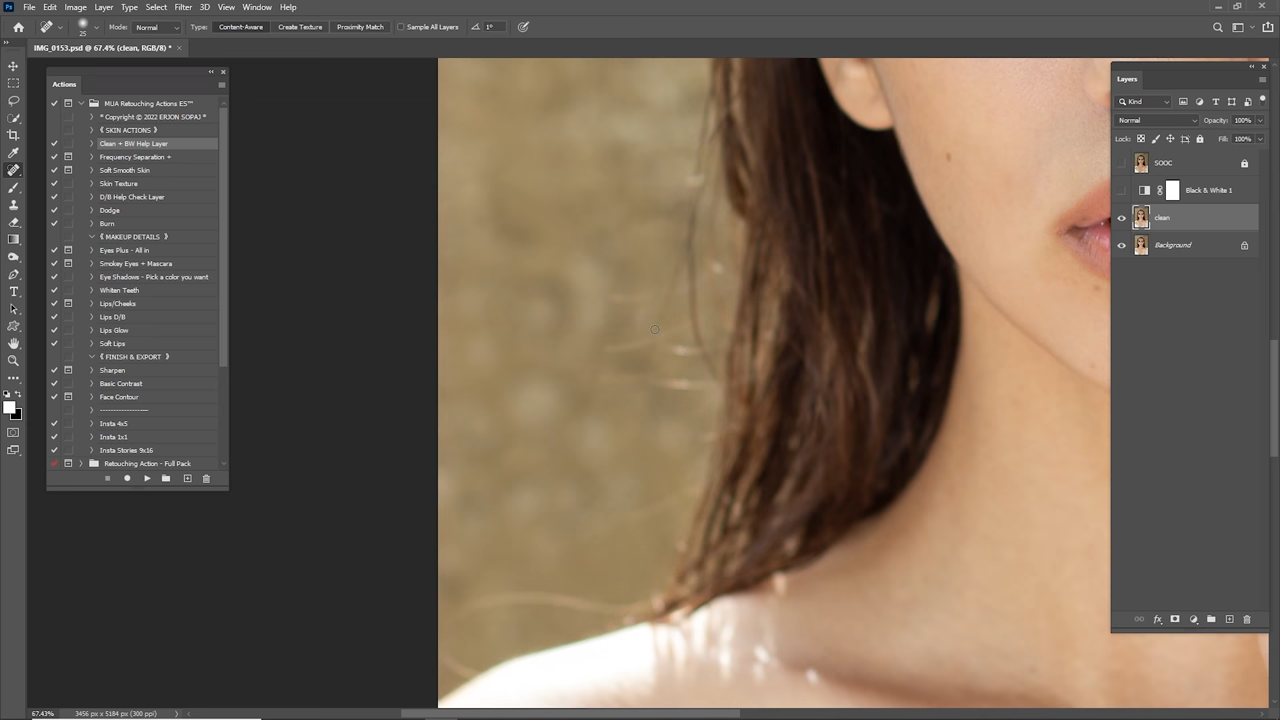 File Edit Image Layer Type Select Filter 3D View Window Help
25 Mode: Normal Type: Content-Aware Create Texture Proximity Match Sample All Layers 1°
IMG_0153.psd @ 67.4% (clean, RGB/8) *
Actions
MUA Retouching Actions ES™
* Copyright © 2022 ERJON SOPAJ *
《 SKIN ACTIONS 》
Clean + BW Help Layer
Frequency Separation +
Soft Smooth Skin
Skin Texture
D/B Help Check Layer
Dodge
Burn
《 MAKEUP DETAILS 》
Eyes Plus - All in
Smokey Eyes + Mascara
Eye Shadows - Pick a color you want
Whiten Teeth
Lips/Cheeks
Lips D/B
Lips Glow
Soft Lips
《 FINISH & EXPORT 》
Sharpen
Basic Contrast
Face Contour
-------------------
Insta 4x5
Insta 1x1
Insta Stories 9x16
Retouching Action - Full Pack
Layers
Kind
Normal Opacity: 100%
Lock: Fill: 100%
SOOC
Black & White 1
clean
Background
67.43% 3456 px x 5184 px (300 ppi)